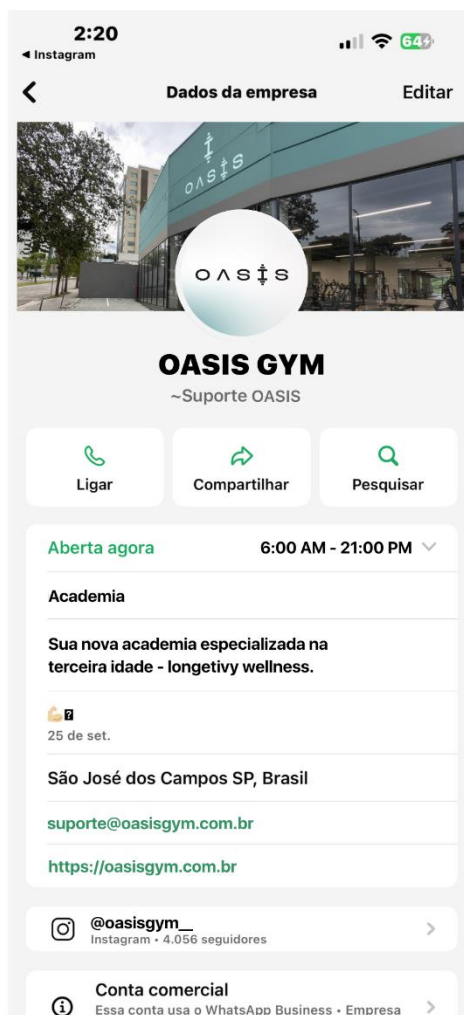 2:20
64
◀ Instagram
Dados da empresa
Editar
OASIS
OASIS
OASIS GYM
~Suporte OASIS
Ligar
Compartilhar
Pesquisar
Aberta agora
6:00 AM - 21:00 PM
Academia
Sua nova academia especializada na
terceira idade - longetivy wellness.
💪🏻?
25 de set.
São José dos Campos SP, Brasil
suporte@oasisgym.com.br
https://oasisgym.com.br
@oasisgym__
Instagram • 4.056 seguidores
Conta comercial
Essa conta usa o WhatsApp Business • Empresa